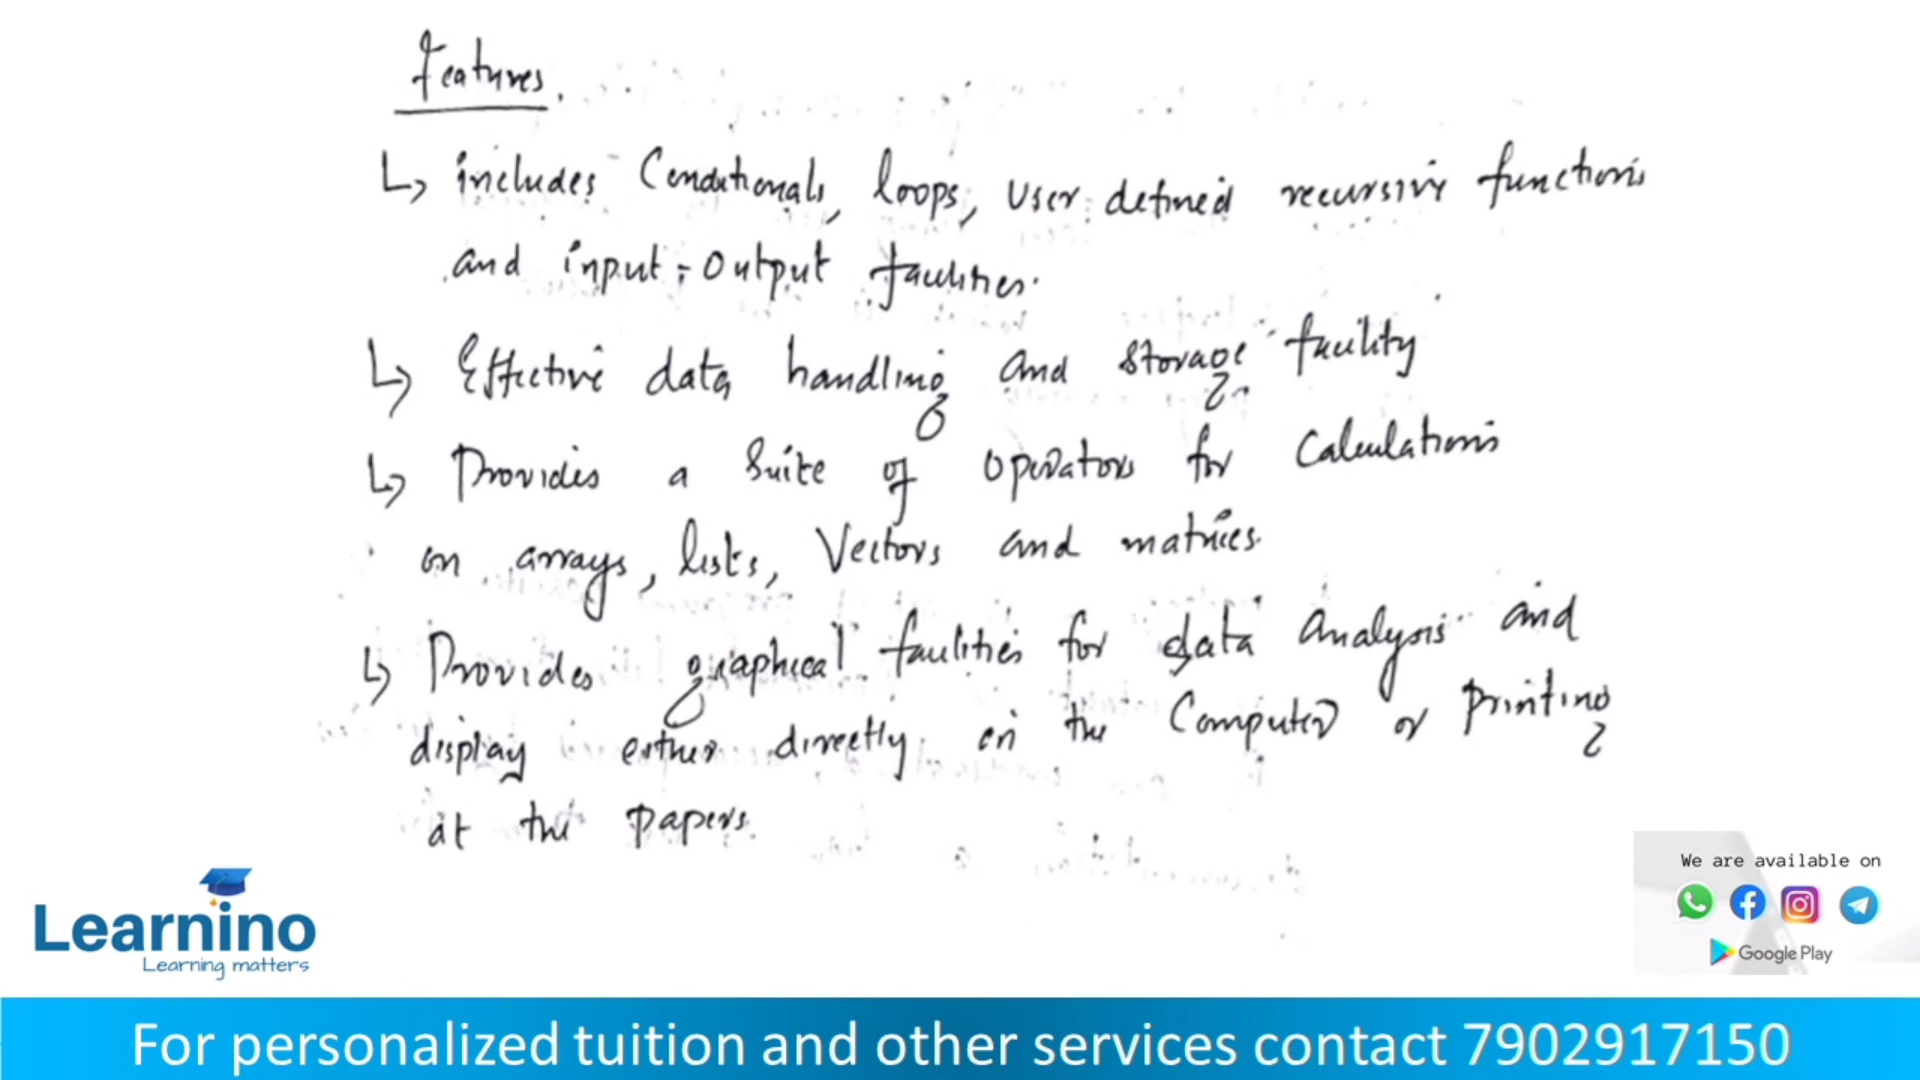 Features.
↳ includes Conditionals, loops, user defined recursive functions
and input-output facilities.
↳ Effective data handling and storage facility
↳ Provides a Suite of operators for Calculations
on arrays, lists, Vectors and matrices.
↳ Provides graphical facilities for data Analysis and
display either directly on the Computer or Printing
at the papers.
Learnino
Learning matters
We are available on
Google Play
For personalized tuition and other services contact 7902917150